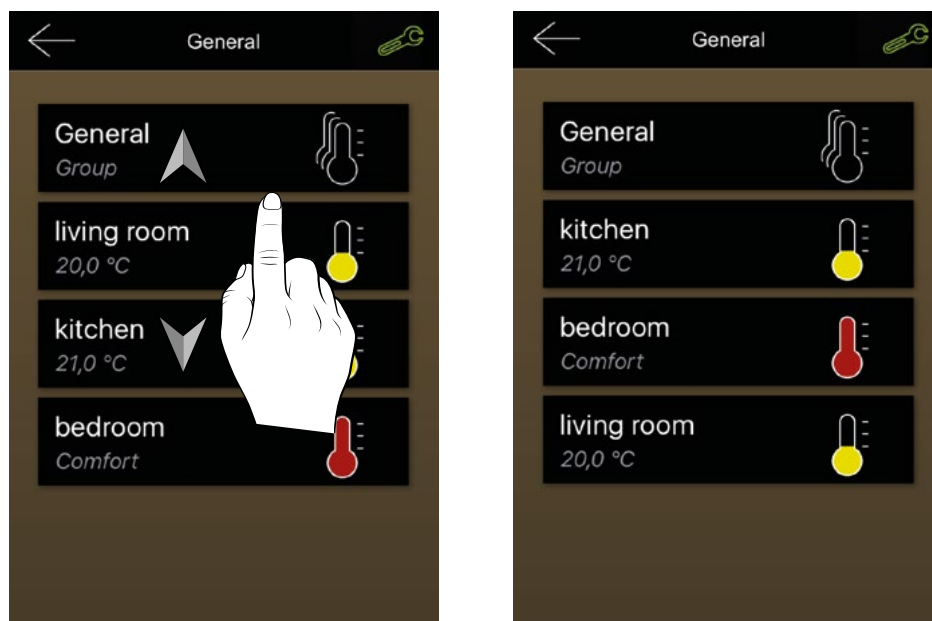 General
General
Group
living room
20,0 °C
kitchen
21,0 °C
bedroom
Comfort
General
General
Group
kitchen
21,0 °C
bedroom
Comfort
living room
20,0 °C